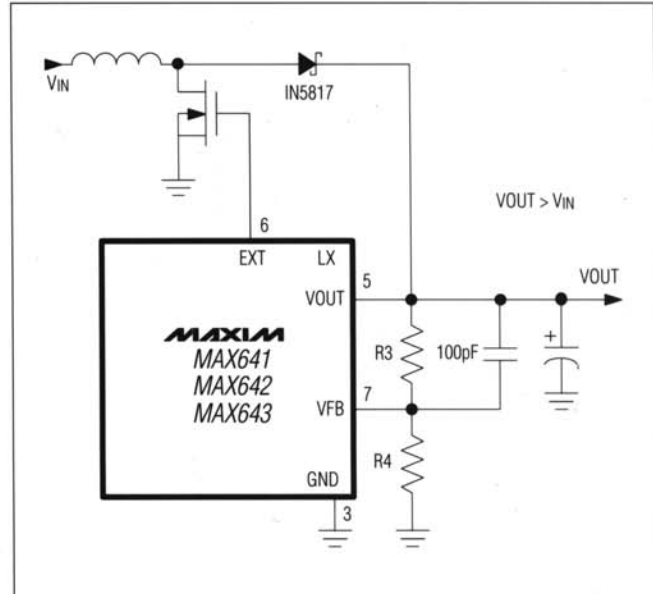 VIN
IN5817
VOUT > VIN
6
EXT
LX
5
VOUT
VOUT
MAXIM
MAX641
MAX642
MAX643
R3
100pF
+
7
VFB
R4
GND
3